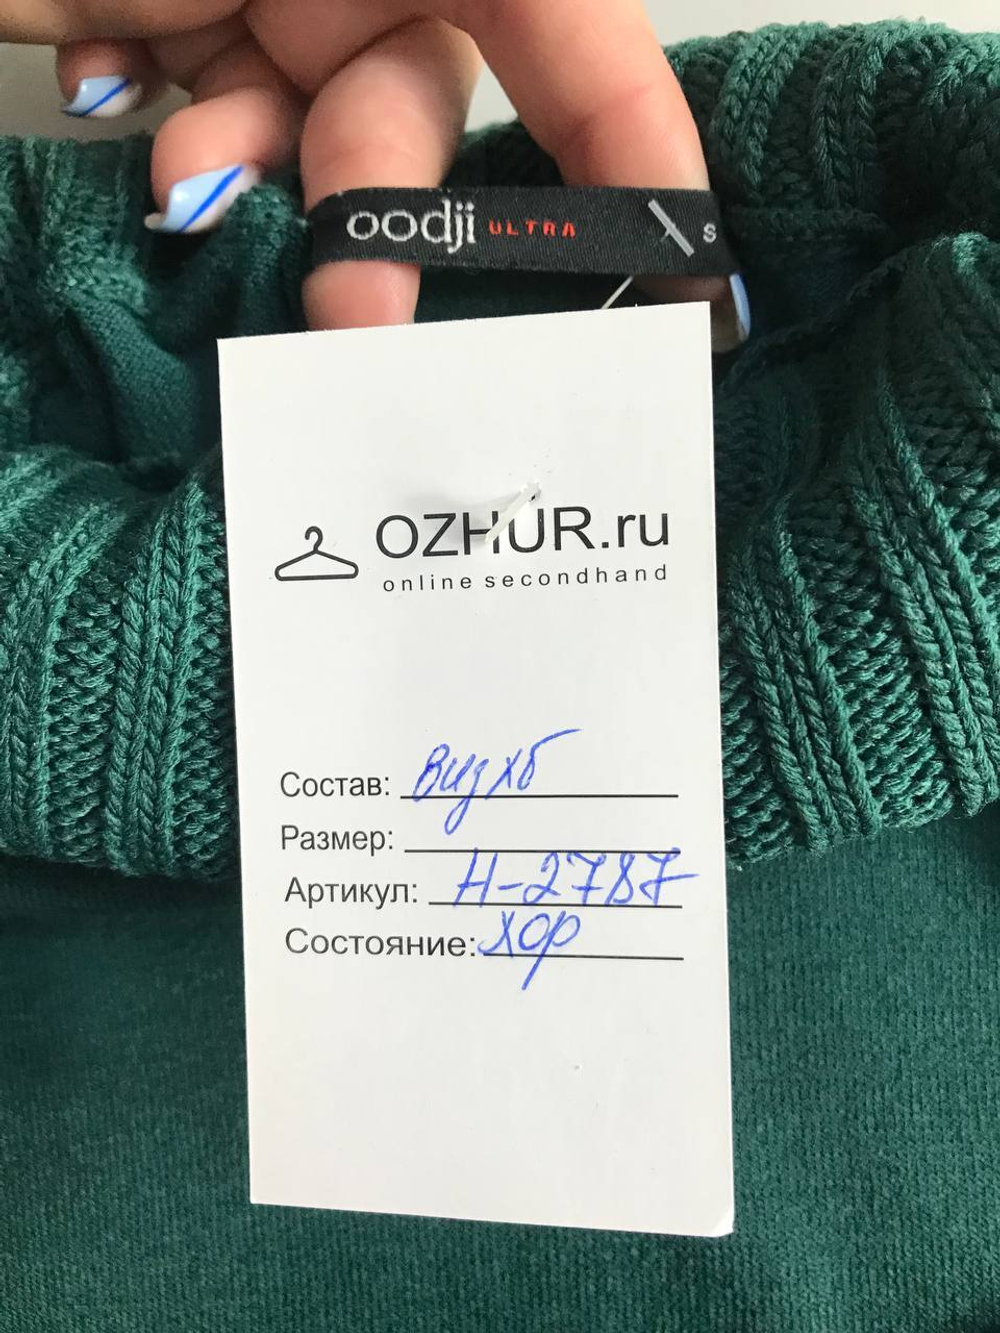 oodji ULTRA S
OZHUR.ru
online secondhand
Состав: виз хб
Размер:
Артикул: Н-2787
Состояние: хор